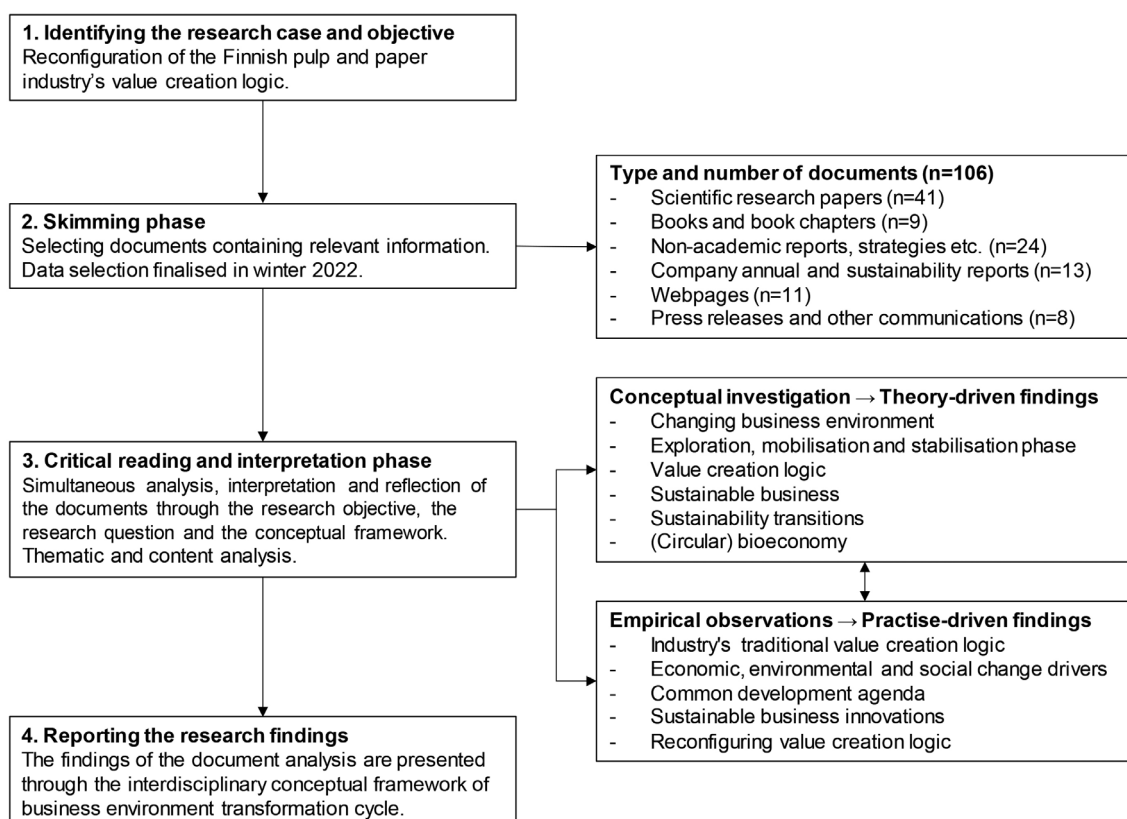 1. Identifying the research case and objective
Reconfiguration of the Finnish pulp and paper
industry's value creation logic.
2. Skimming phase
Selecting documents containing relevant information.
Data selection finalised in winter 2022.
Type and number of documents (n=106)
- Scientific research papers (n=41)
- Books and book chapters (n=9)
- Non-academic reports, strategies etc. (n=24)
- Company annual and sustainability reports (n=13)
- Webpages (n=11)
- Press releases and other communications (n=8)
3. Critical reading and interpretation phase
Simultaneous analysis, interpretation and reflection of
the documents through the research objective, the
research question and the conceptual framework.
Thematic and content analysis.
Conceptual investigation → Theory-driven findings
- Changing business environment
- Exploration, mobilisation and stabilisation phase
- Value creation logic
- Sustainable business
- Sustainability transitions
- (Circular) bioeconomy
Empirical observations → Practise-driven findings
- Industry's traditional value creation logic
- Economic, environmental and social change drivers
- Common development agenda
- Sustainable business innovations
- Reconfiguring value creation logic
4. Reporting the research findings
The findings of the document analysis are presented
through the interdisciplinary conceptual framework of
business environment transformation cycle.